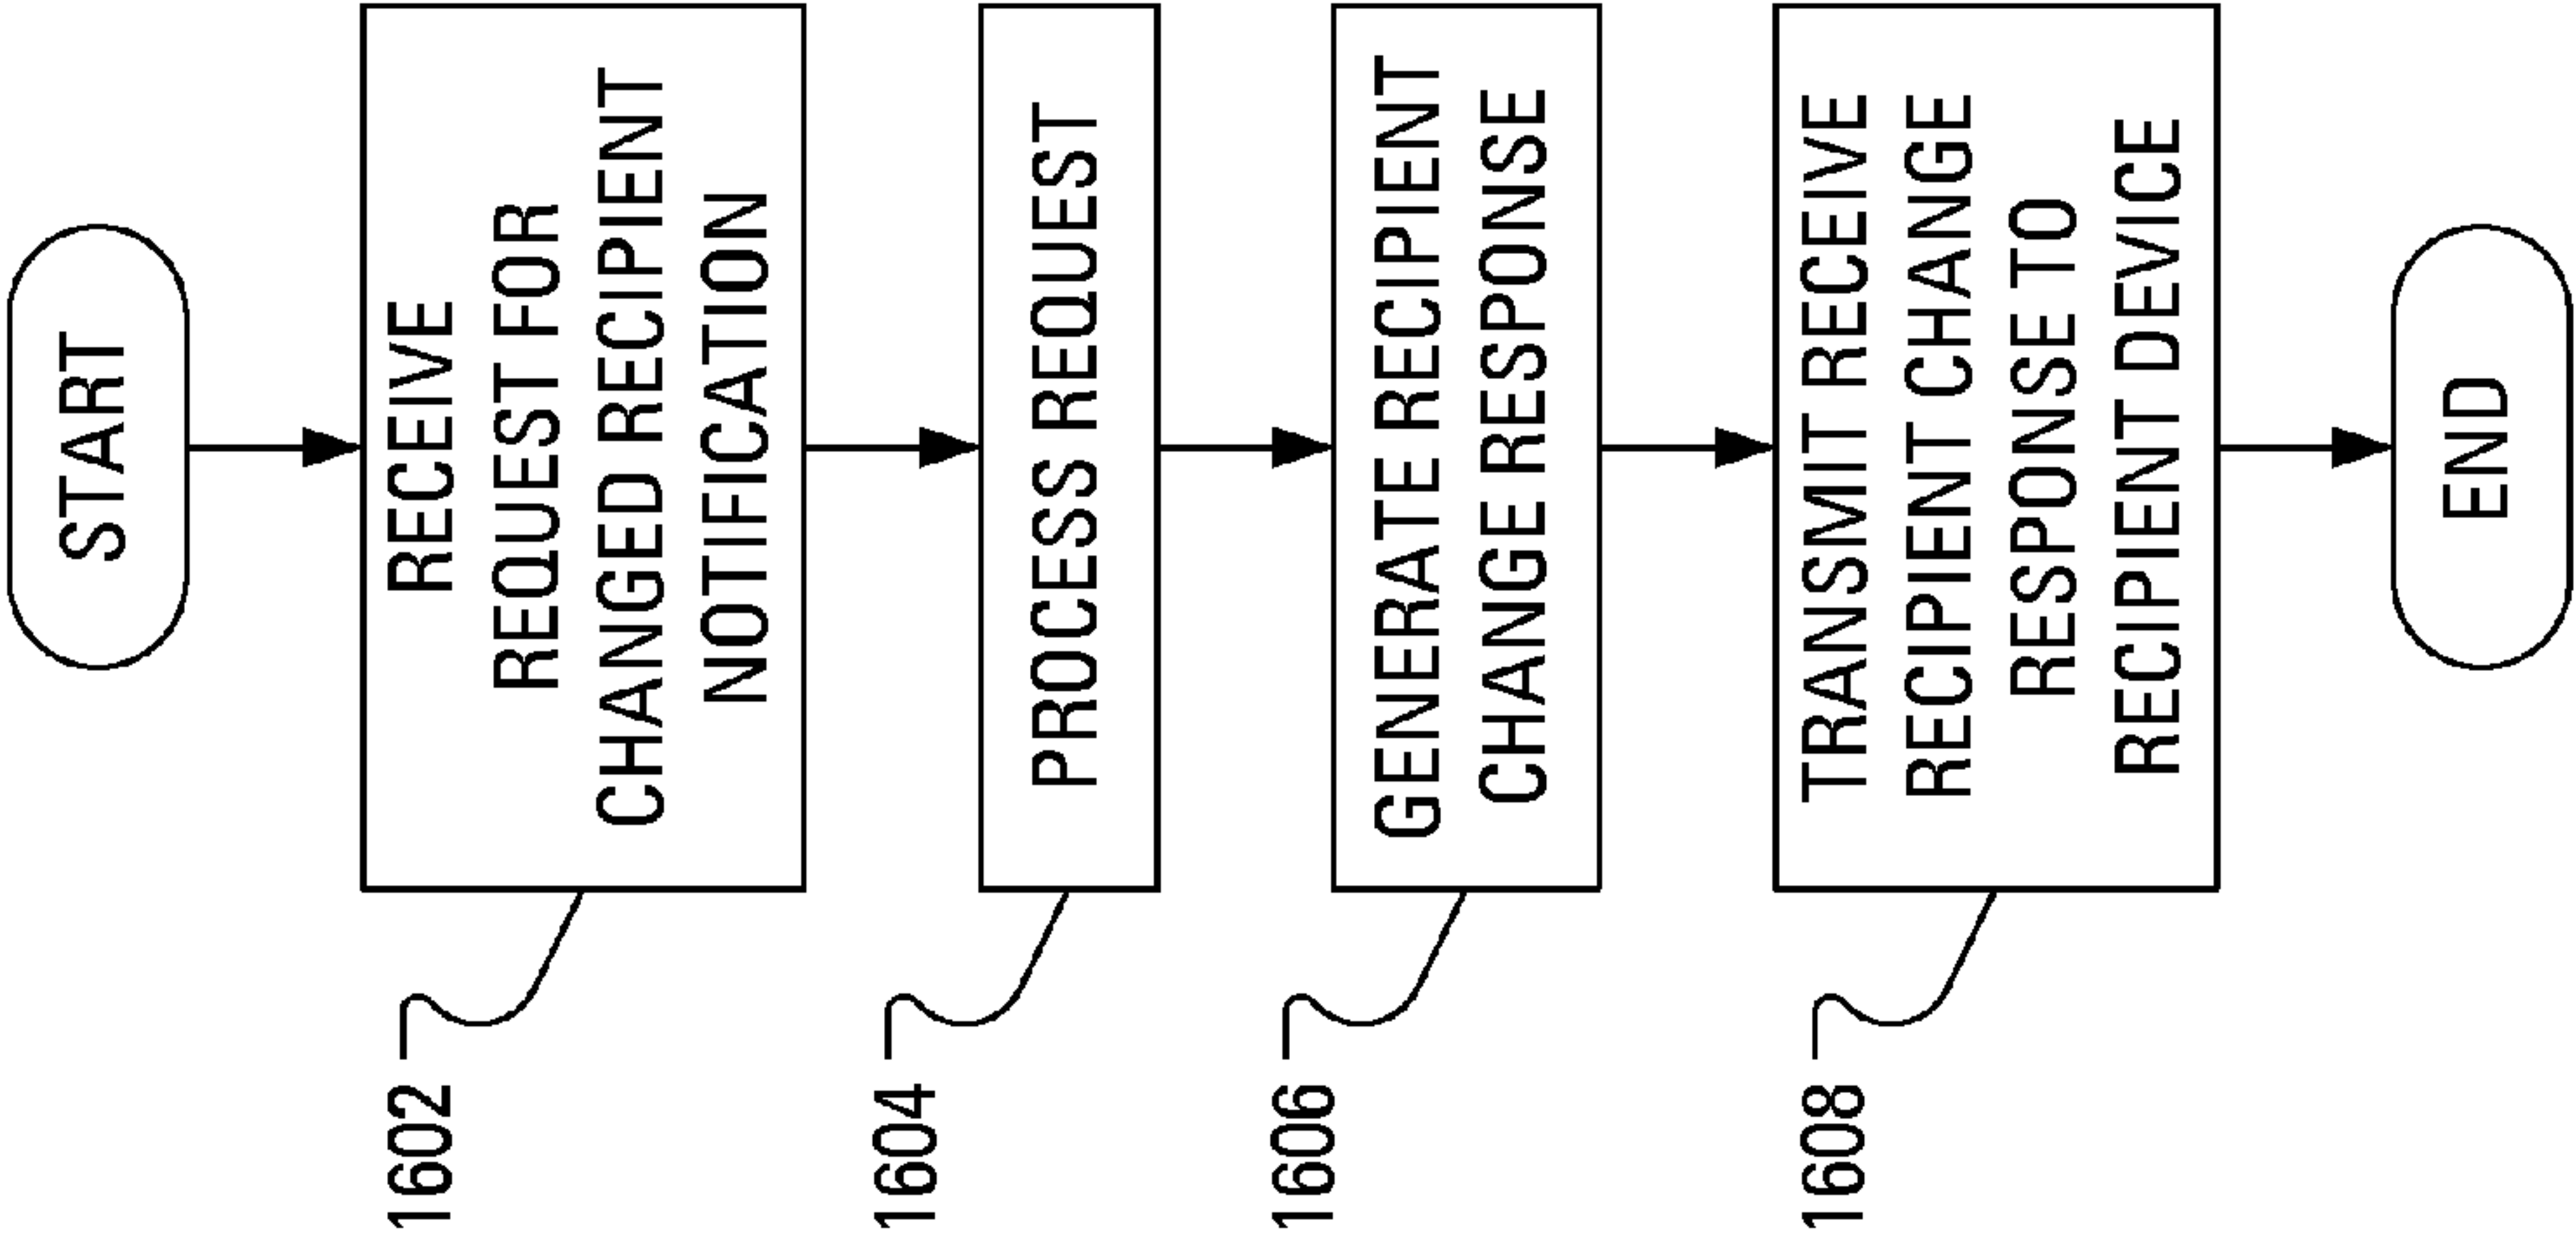 START
RECEIVE
REQUEST FOR
CHANGED RECIPIENT
NOTIFICATION
1602
PROCESS REQUEST
1604
GENERATE RECIPIENT
CHANGE RESPONSE
1606
TRANSMIT RECEIVE
RECIPIENT CHANGE
RESPONSE TO
RECIPIENT DEVICE
1608
END